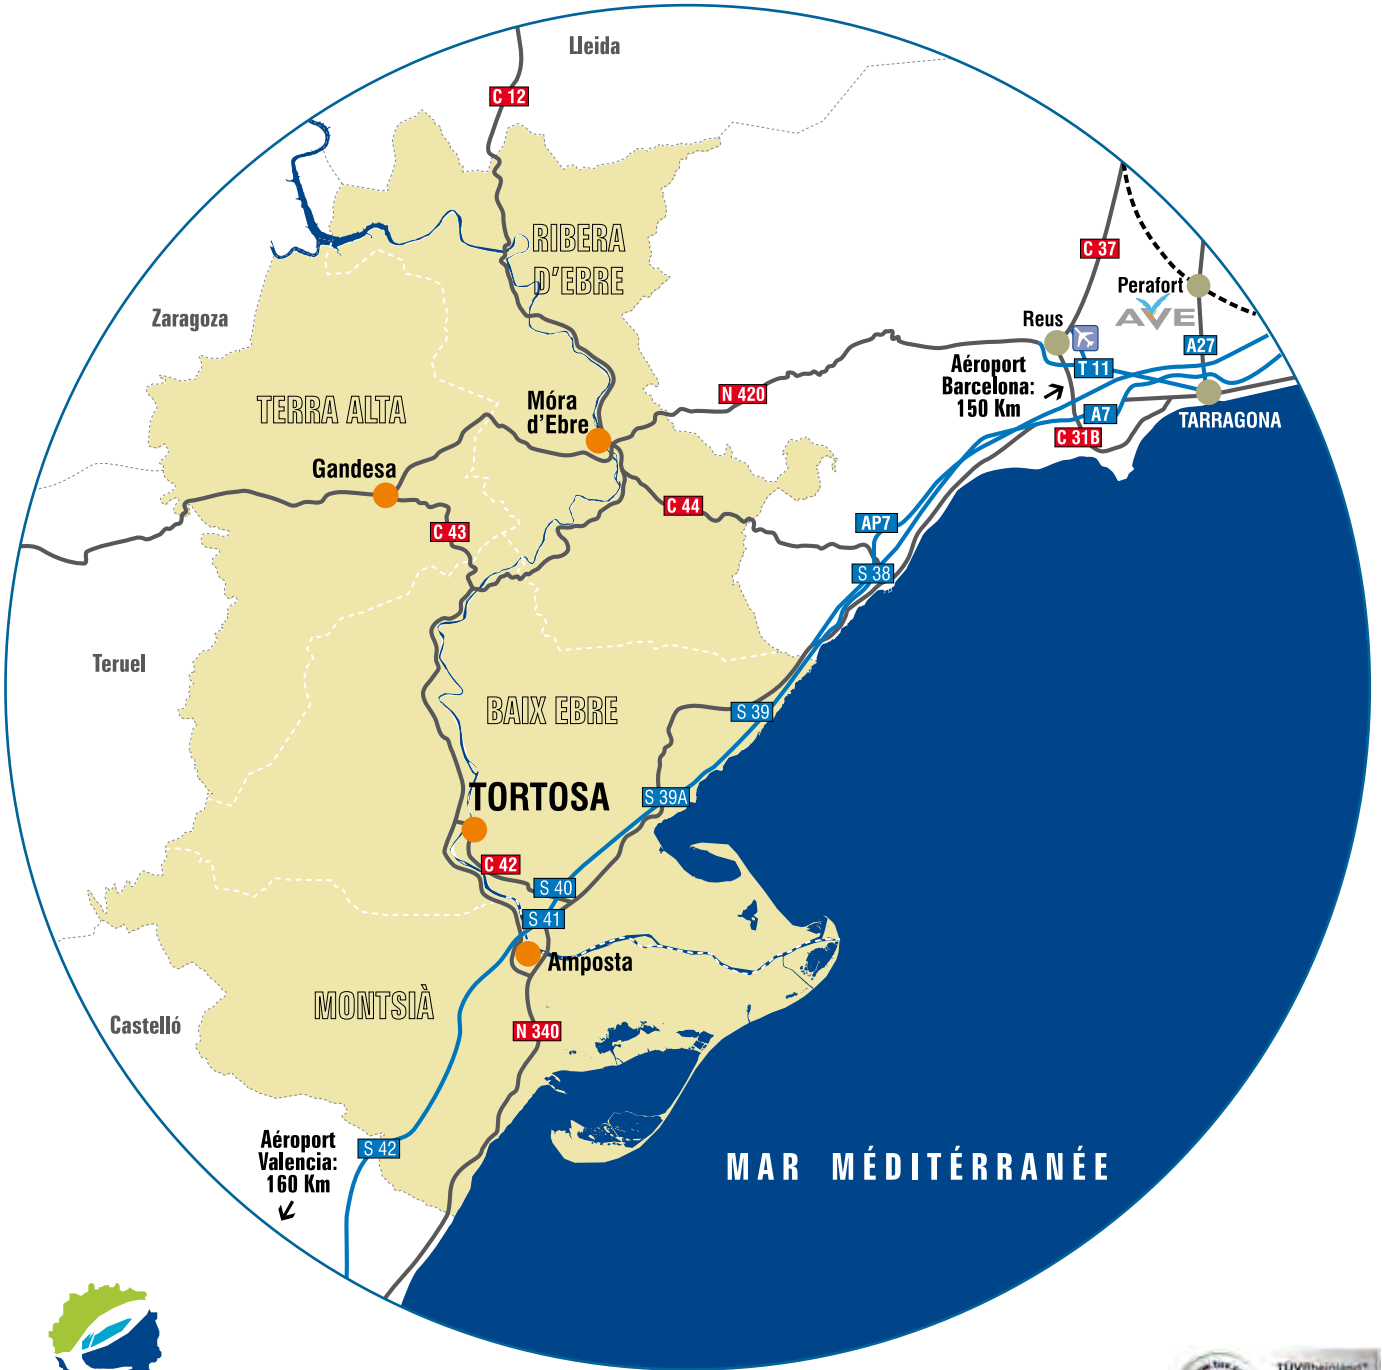 Lleida
C 12
RIBERA
D'EBRE
C 37
Perafort
AVE
Zaragoza
Reus
A27
Aéroport
Barcelona:
150 Km
T 11
TERRA ALTA
Móra
d'Ebre
N 420
A7
TARRAGONA
C 31B
Gandesa
C 44
AP7
C 43
S 38
Teruel
BAIX EBRE
S 39
TORTOSA
S 39A
C 42
S 40
S 41
Amposta
MONTSIÀ
Castelló
N 340
Aéroport
Valencia:
160 Km
S 42
MAR MÉDITÉRRANÉE